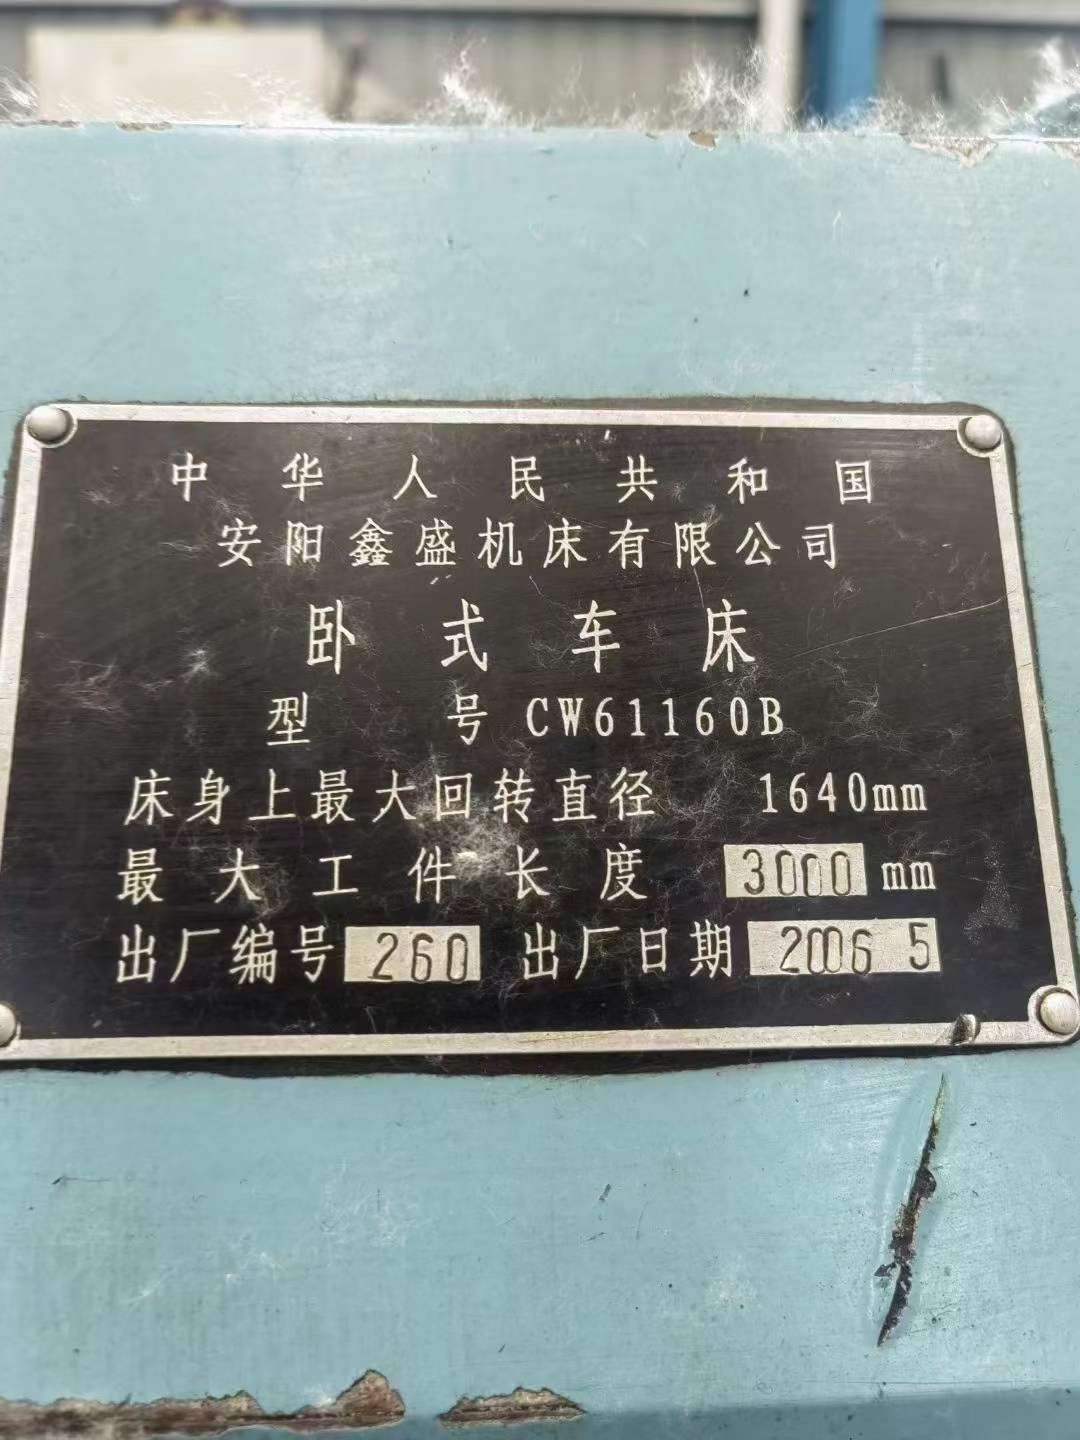 中华人民共和国
安阳鑫盛机床有限公司
卧式车床
型号 CW61160B
床身上最大回转直径 1640mm
最大工件长度 3000 mm
出厂编号 260 出厂日期 2006 5